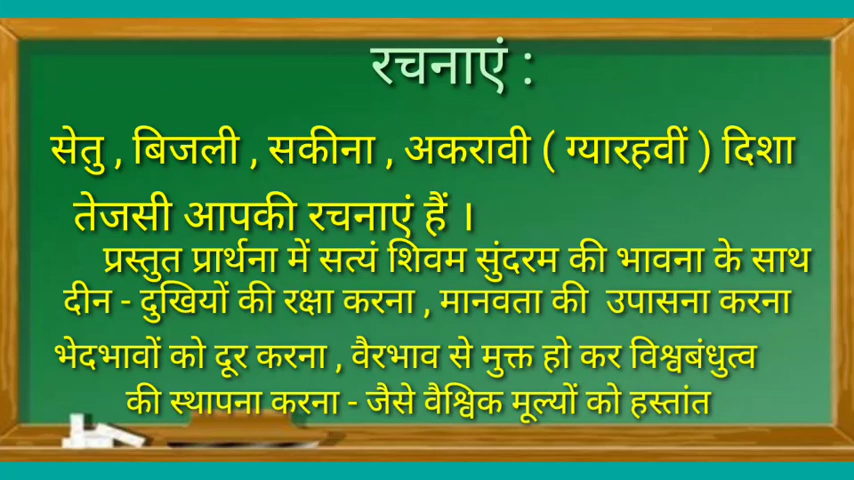 रचनाएं :
सेतु , बिजली , सकीना , अकरावी ( ग्यारहवीं ) दिशा
तेजसी आपकी रचनाएं हैं ।
प्रस्तुत प्रार्थना में सत्यं शिवम सुंदरम की भावना के साथ
दीन - दुखियों की रक्षा करना , मानवता की उपासना करना
भेदभावों को दूर करना , वैरभाव से मुक्त हो कर विश्वबंधुत्व
की स्थापना करना - जैसे वैश्विक मूल्यों को हस्तांत